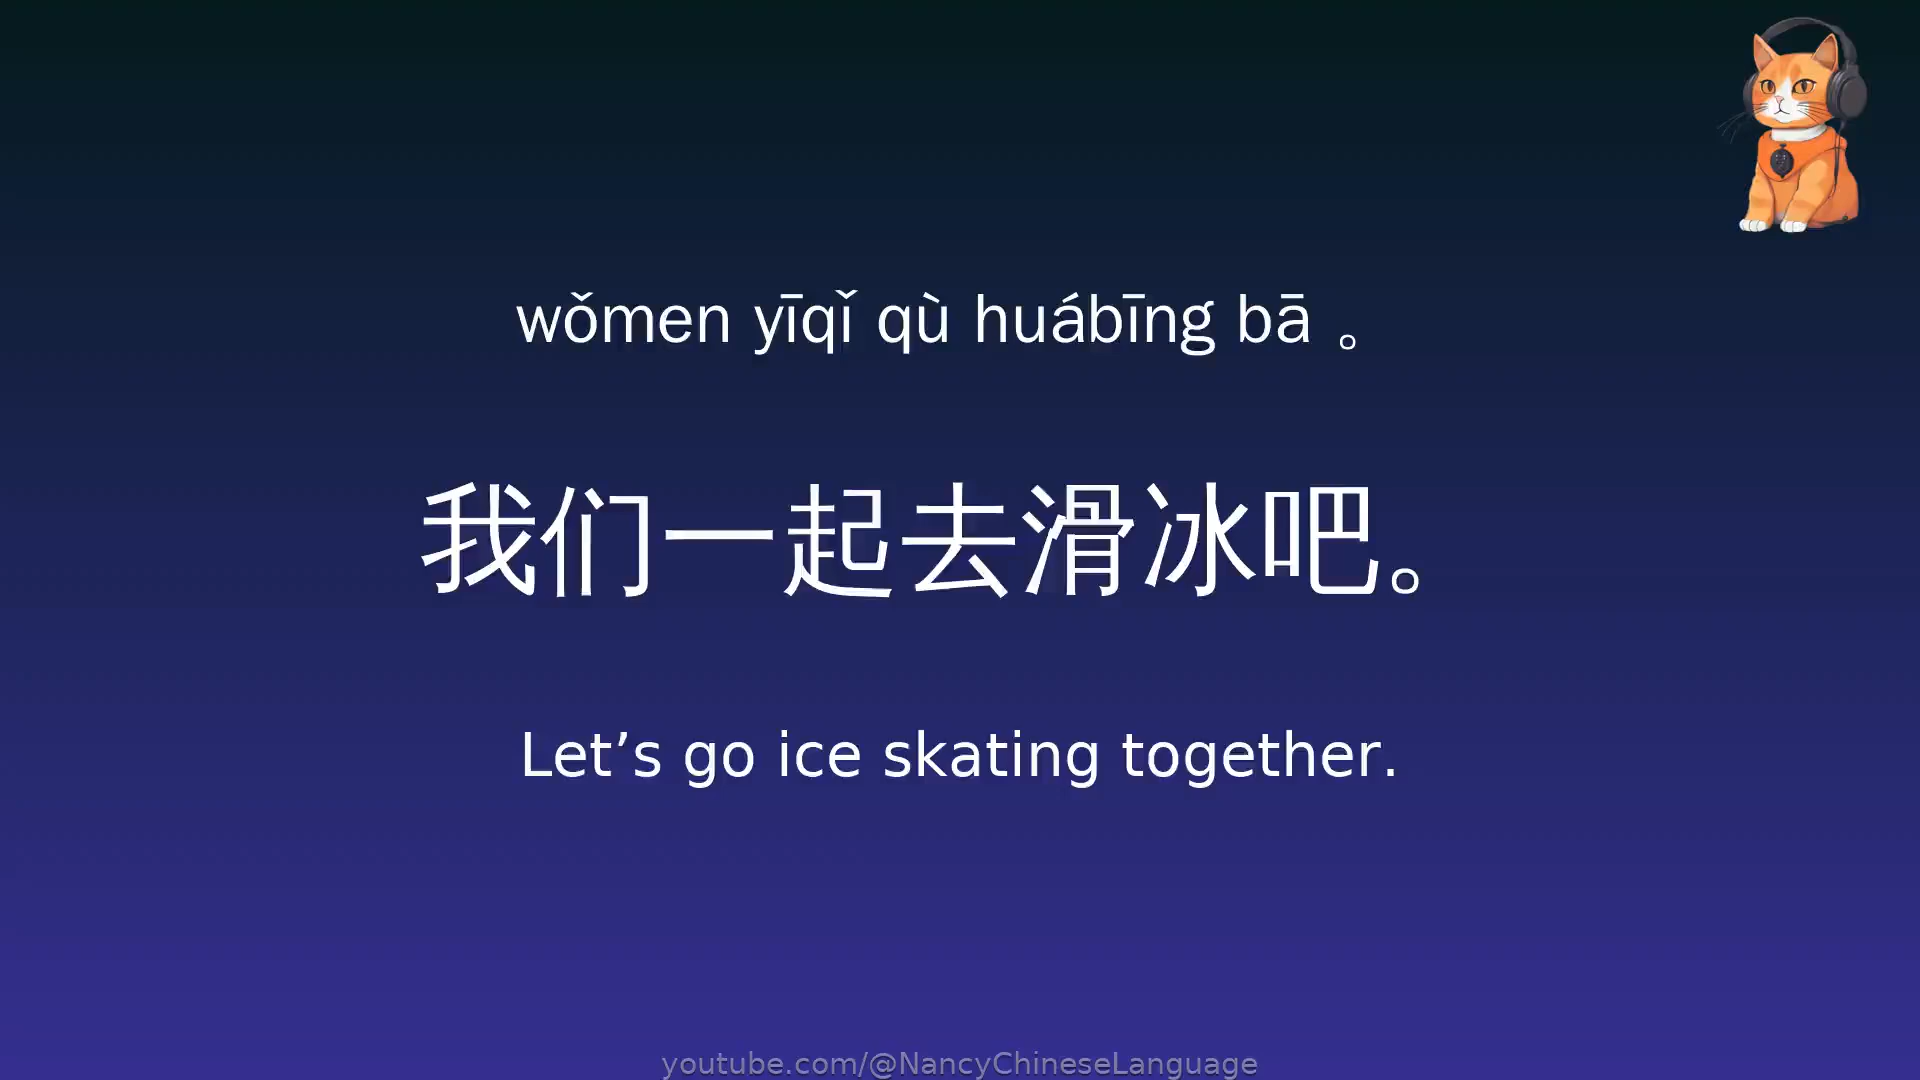 wǒmen yīqǐ qù huábīng bā 。
我们一起去滑冰吧。
Let’s go ice skating together.
youtube.com/@NancyChineseLanguage